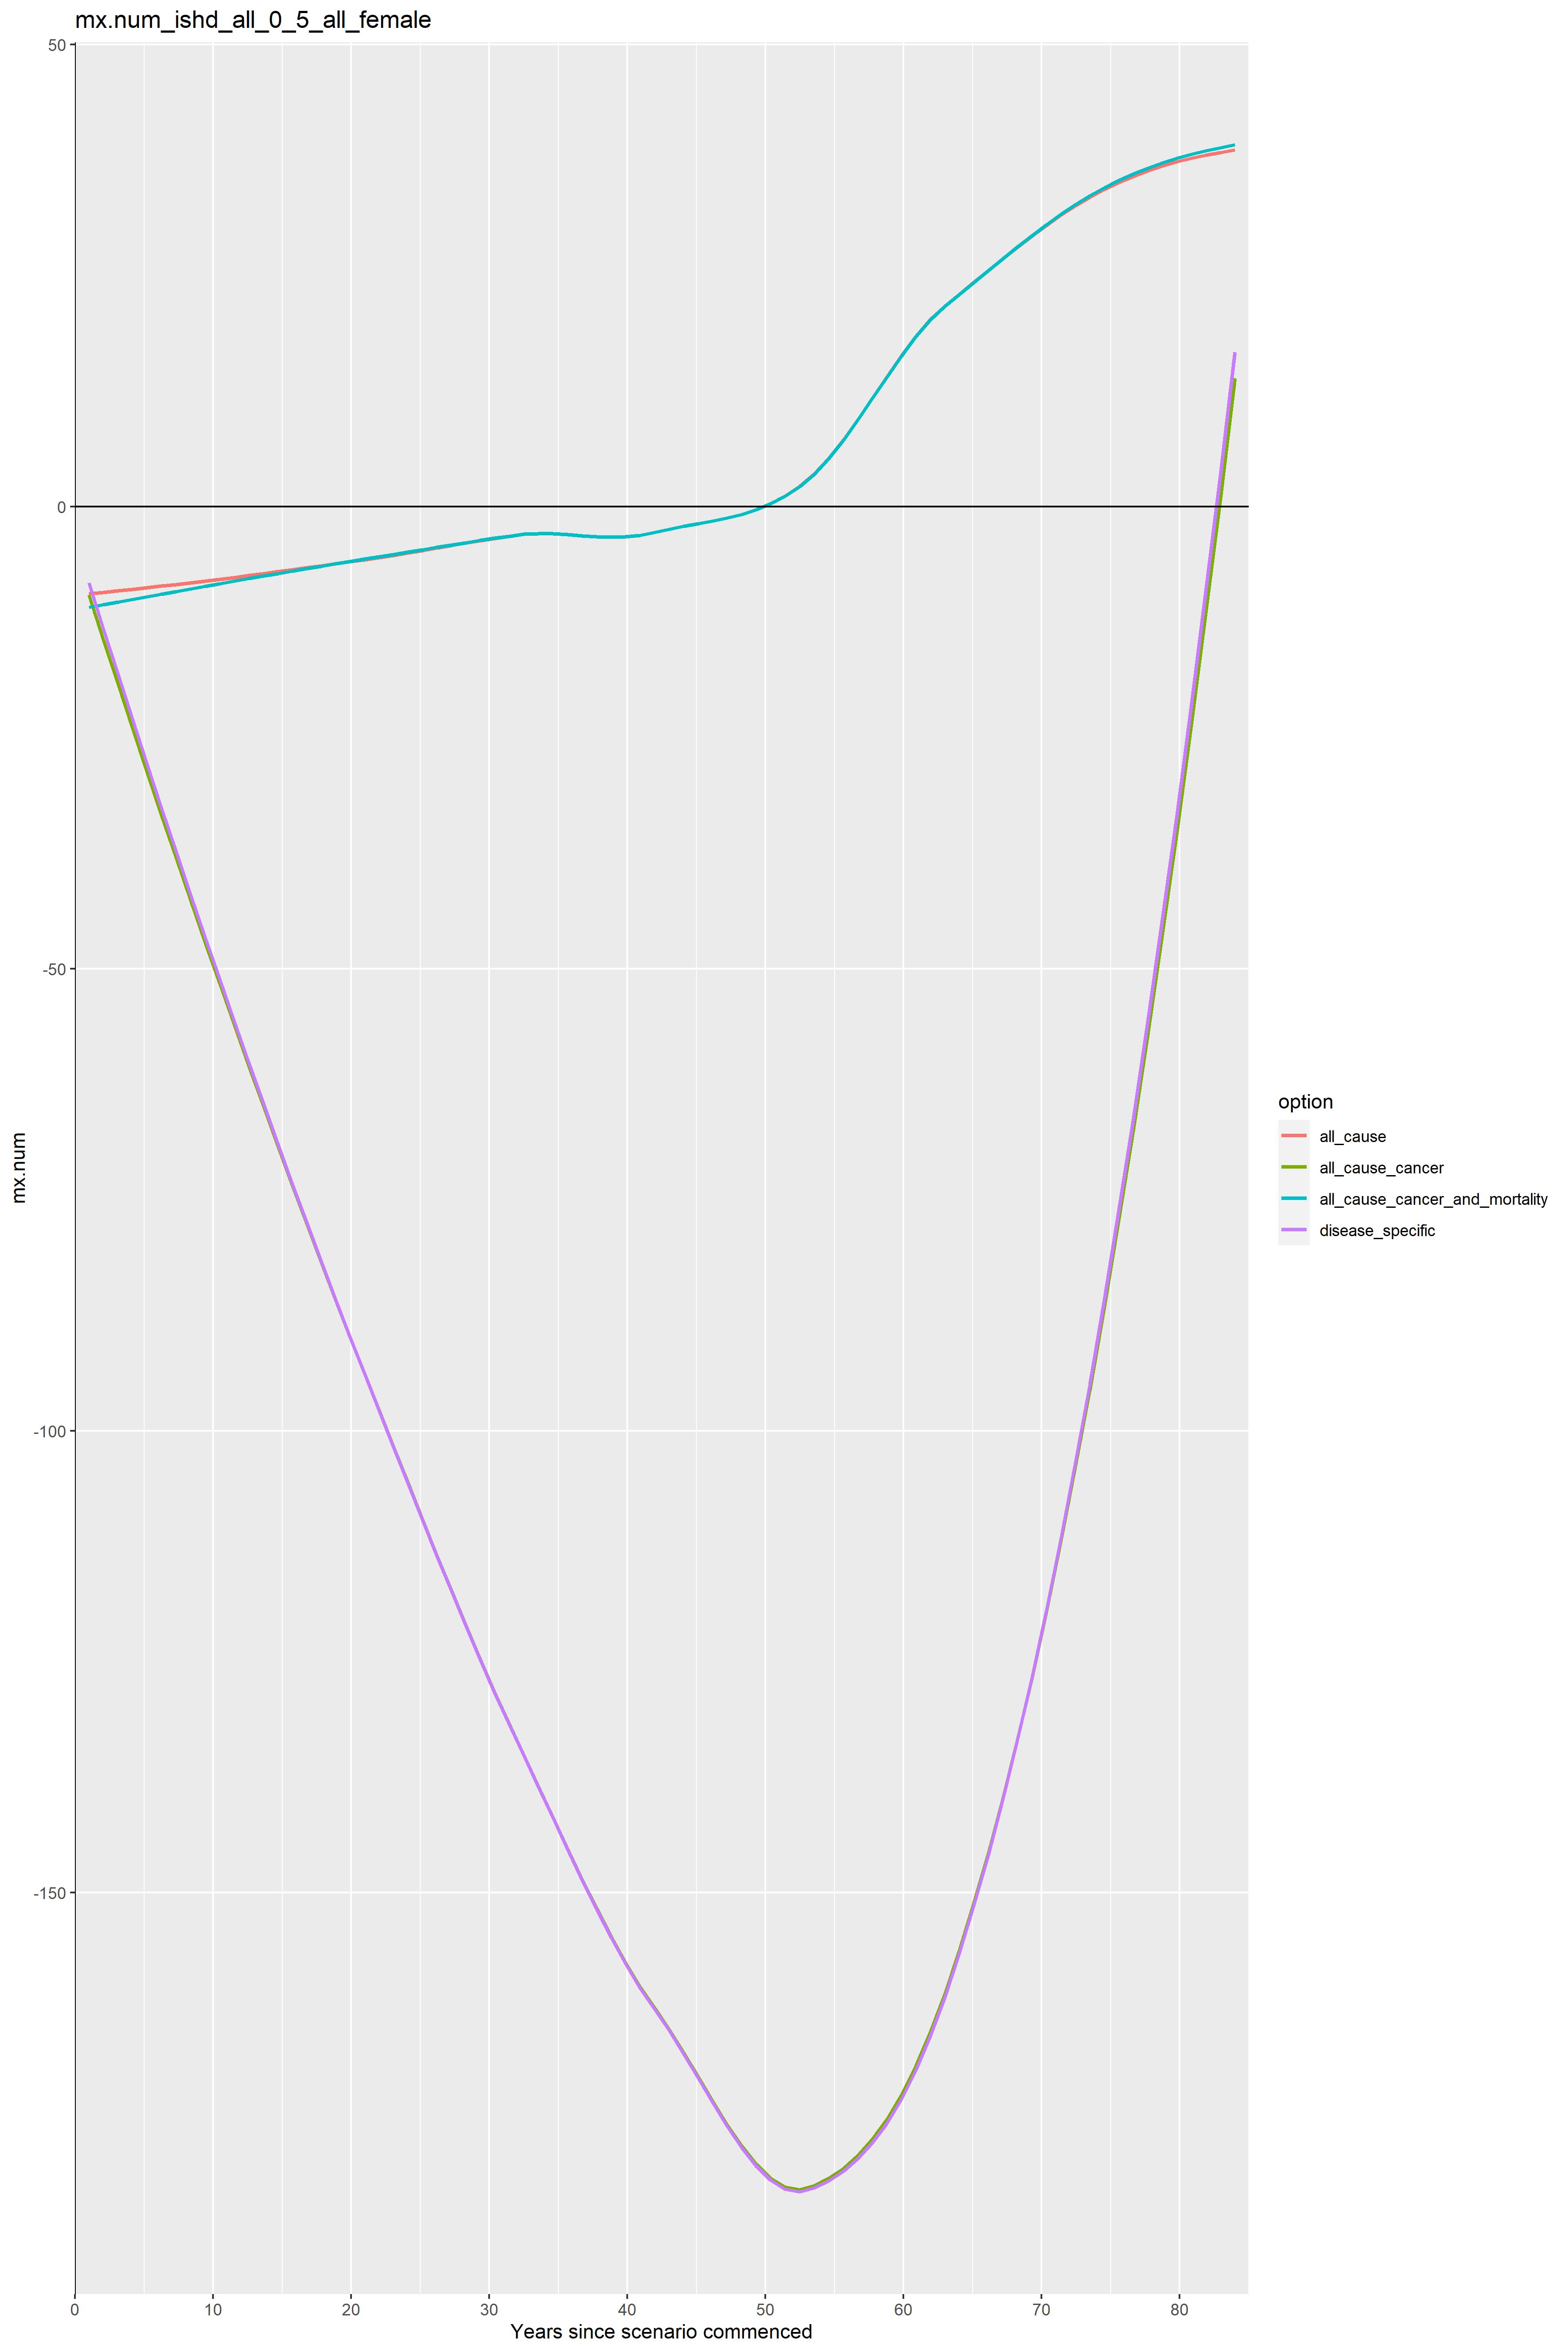 mx.num_ishd_all_0_5_all_female
50
0
-50
-100
-150
mx.num
0 10 20 30 40 50 60 70 80
Years since scenario commenced
option
all_cause
all_cause_cancer
all_cause_cancer_and_mortality
disease_specific